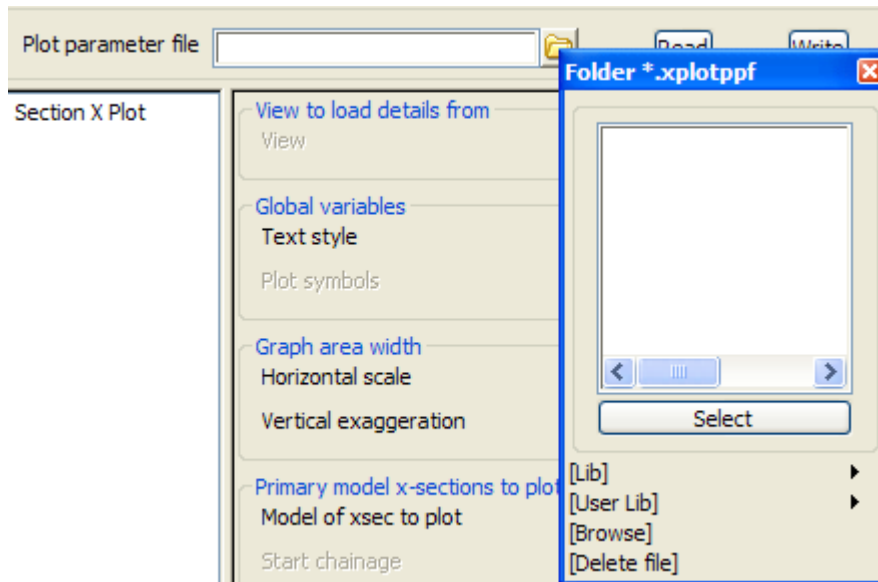 Plot parameter file
Read
Write
Folder *.xplotppf
Section X Plot
View to load details from
View
Global variables
Text style
Plot symbols
Graph area width
Horizontal scale
Vertical exaggeration
Primary model x-sections to plot
Model of xsec to plot
Start chainage
Select
[Lib]
[User Lib]
[Browse]
[Delete file]